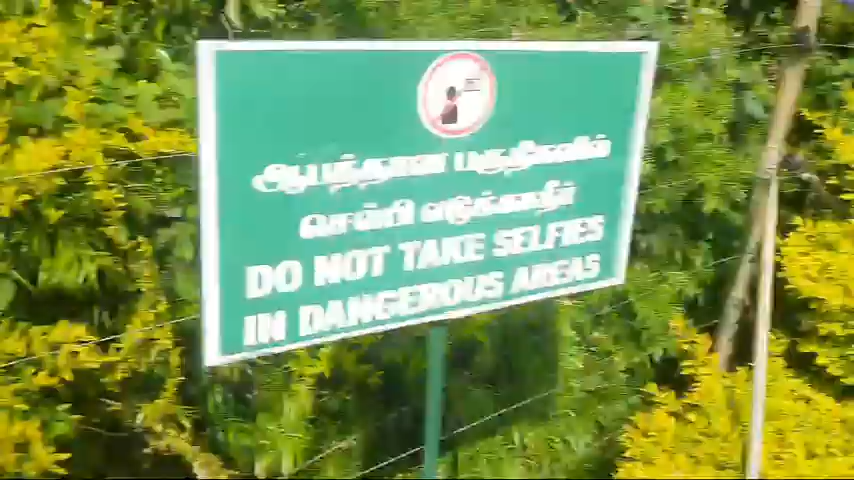 ஆபத்தான பகுதிகளில்
செல்ஃபி எடுக்காதீர்
DO NOT TAKE SELFIES
IN DANGEROUS AREAS